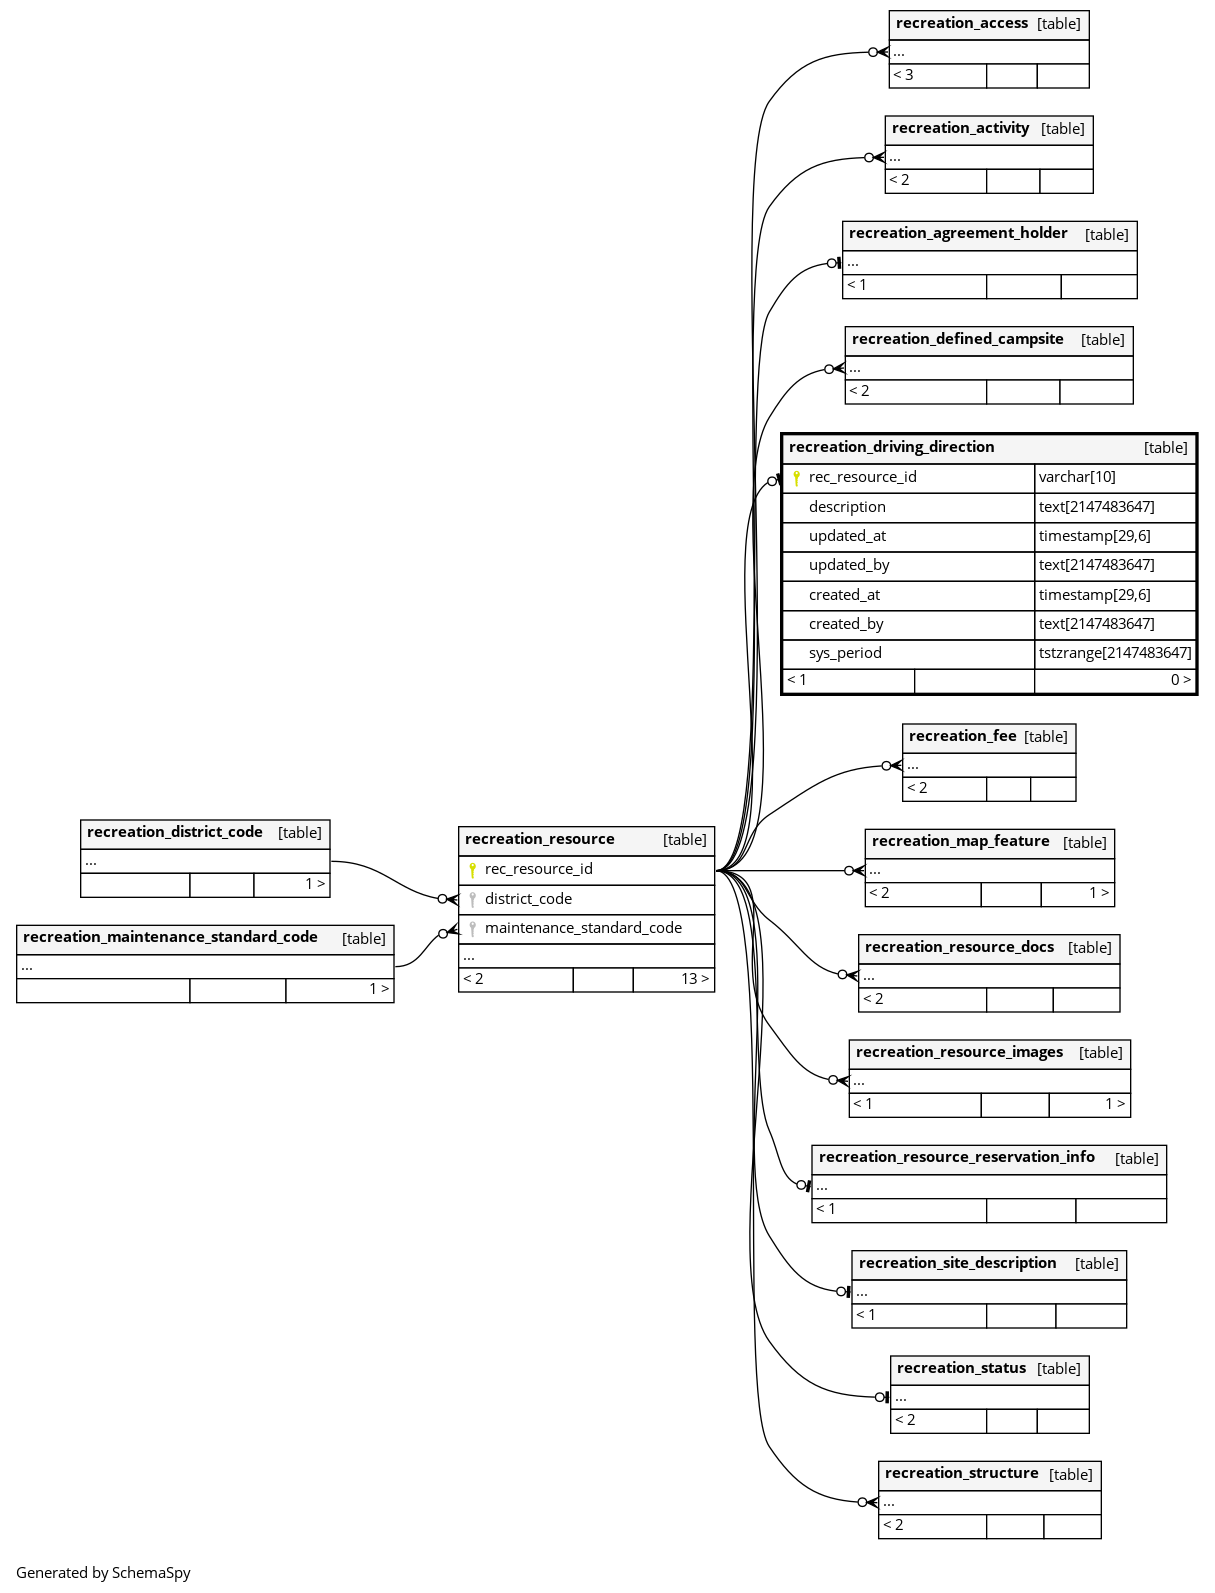 recreation_access [table]
...
< 3
recreation_activity [table]
...
< 2
recreation_agreement_holder [table]
...
< 1
recreation_defined_campsite [table]
...
< 2
recreation_driving_direction [table]
rec_resource_id varchar[10]
description text[2147483647]
updated_at timestamp[29,6]
updated_by text[2147483647]
created_at timestamp[29,6]
created_by text[2147483647]
sys_period tstzrange[2147483647]
< 1 0 >
recreation_fee [table]
...
< 2
recreation_district_code [table]
...
1 >
recreation_maintenance_standard_code [table]
...
1 >
recreation_resource [table]
rec_resource_id
district_code
maintenance_standard_code
...
< 2 13 >
recreation_map_feature [table]
...
< 2 1 >
recreation_resource_docs [table]
...
< 2
recreation_resource_images [table]
...
< 1 1 >
recreation_resource_reservation_info [table]
...
< 1
recreation_site_description [table]
...
< 1
recreation_status [table]
...
< 2
recreation_structure [table]
...
< 2
Generated by SchemaSpy